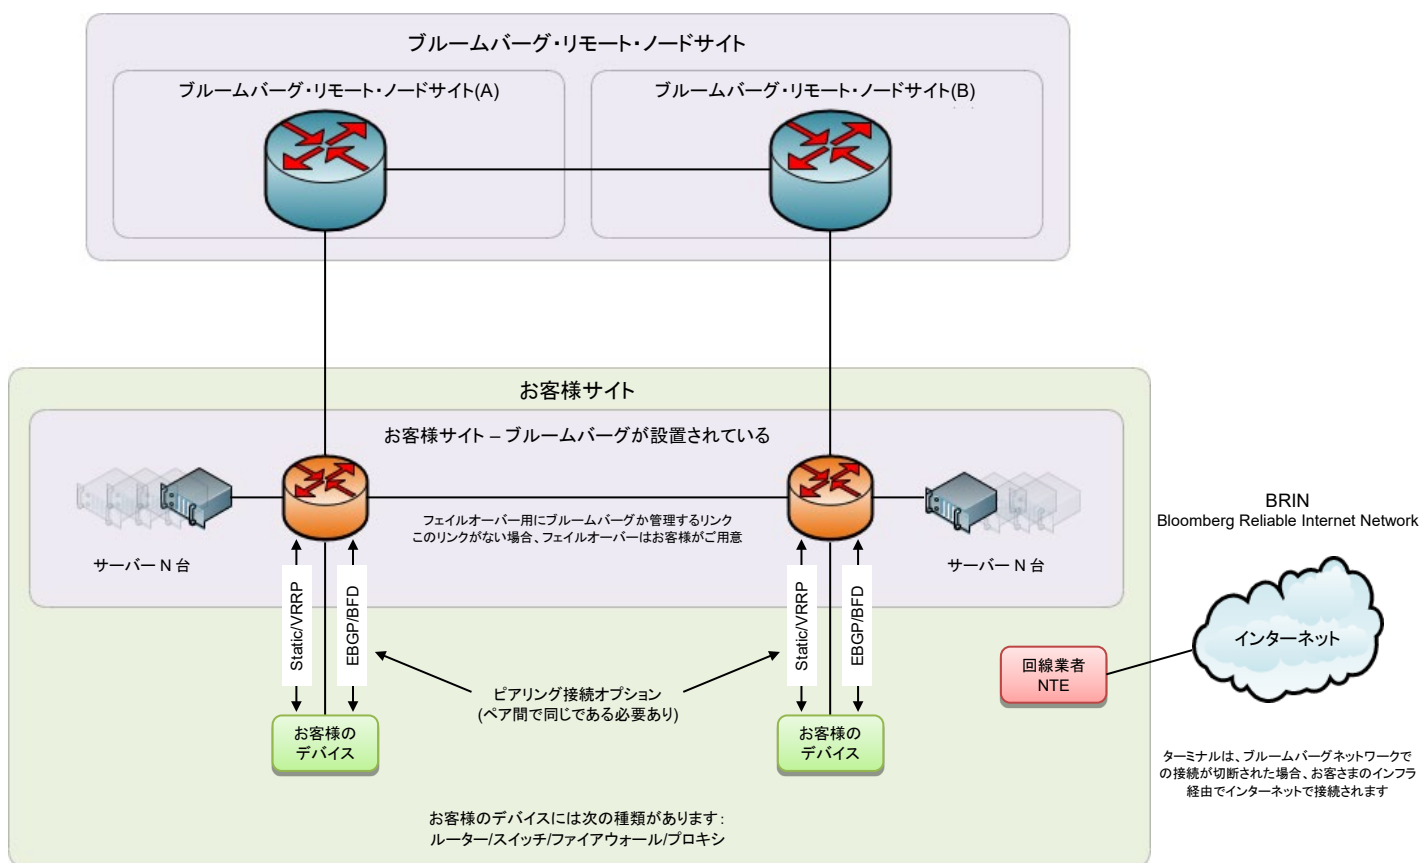 ブルームバーグ・リモート・ノードサイト
ブルームバーグ・リモート・ノードサイト(A)
ブルームバーグ・リモート・ノードサイト(B)
お客様サイト
お客様サイト – ブルームバーグが設置されている
フェイルオーバー用にブルームバーグか管理するリンク
このリンクがない場合、フェイルオーバーはお客様がご用意
サーバー N 台
サーバー N 台
Static/VRRP
EBGP/BFD
Static/VRRP
EBGP/BFD
ピアリング接続オプション
(ペア間で同じである必要あり)
お客様の
デバイス
お客様の
デバイス
お客様のデバイスには次の種類があります:
ルーター/スイッチ/ファイアウォール/プロキシ
回線業者
NTE
BRIN
Bloomberg Reliable Internet Network
インターネット
ターミナルは、ブルームバーグネットワークで
の接続が切断された場合、お客さまのインフラ
経由でインターネットで接続されます